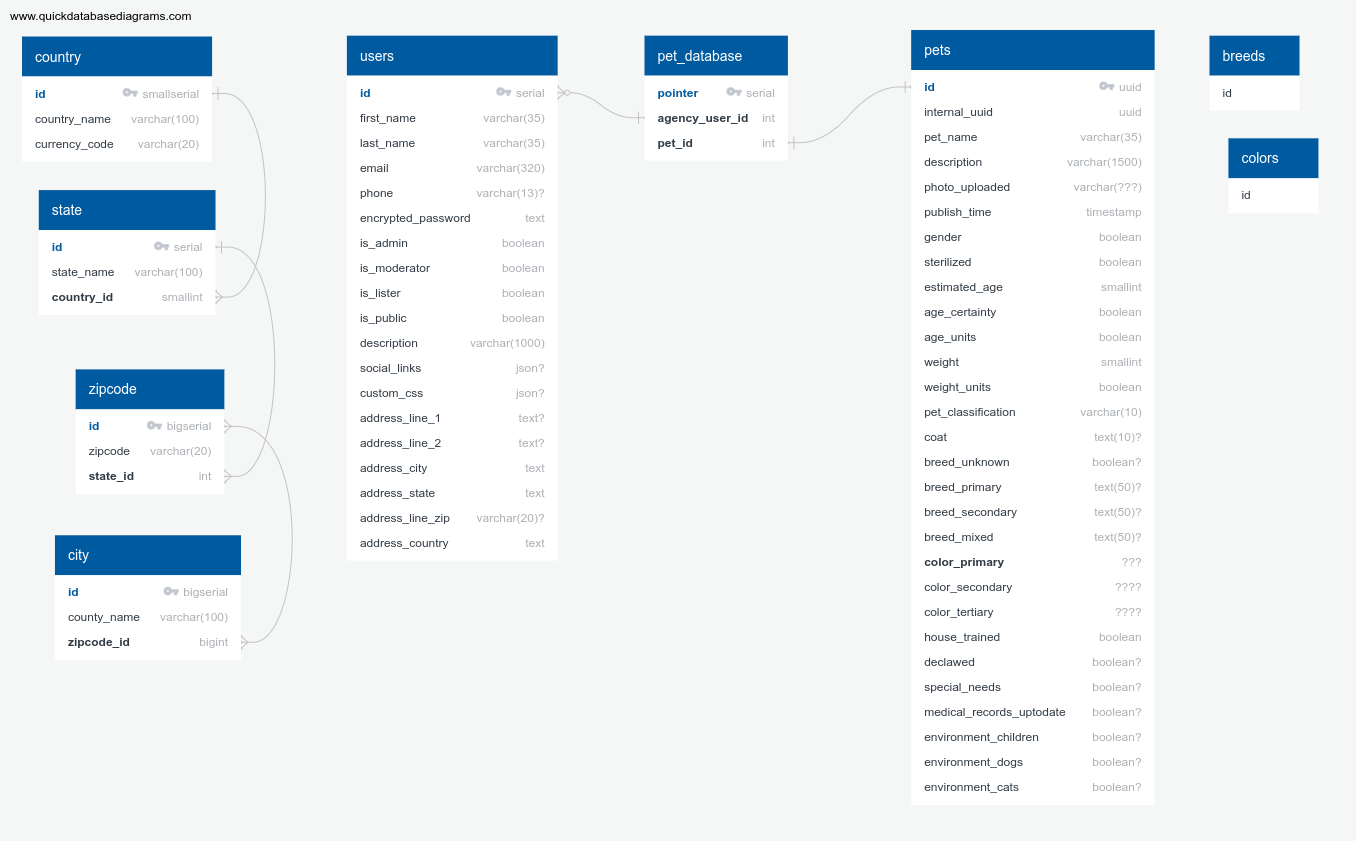 www.quickdatabasediagrams.com
country
id smallserial
country_name varchar(100)
currency_code varchar(20)
state
id serial
state_name varchar(100)
country_id smallint
zipcode
id bigserial
zipcode varchar(20)
state_id int
city
id bigserial
county_name varchar(100)
zipcode_id bigint
users
id serial
first_name varchar(35)
last_name varchar(35)
email varchar(320)
phone varchar(13)?
encrypted_password text
is_admin boolean
is_moderator boolean
is_lister boolean
is_public boolean
description varchar(1000)
social_links json?
custom_css json?
address_line_1 text?
address_line_2 text?
address_city text
address_state text
address_line_zip varchar(20)?
address_country text
pet_database
pointer serial
agency_user_id int
pet_id int
pets
id uuid
internal_uuid uuid
pet_name varchar(35)
description varchar(1500)
photo_uploaded varchar(???)
publish_time timestamp
gender boolean
sterilized boolean
estimated_age smallint
age_certainty boolean
age_units boolean
weight smallint
weight_units boolean
pet_classification varchar(10)
coat text(10)?
breed_unknown boolean?
breed_primary text(50)?
breed_secondary text(50)?
breed_mixed text(50)?
color_primary ???
color_secondary ????
color_tertiary ????
house_trained boolean
declawed boolean?
special_needs boolean?
medical_records_uptodate boolean?
environment_children boolean?
environment_dogs boolean?
environment_cats boolean?
breeds
id
colors
id